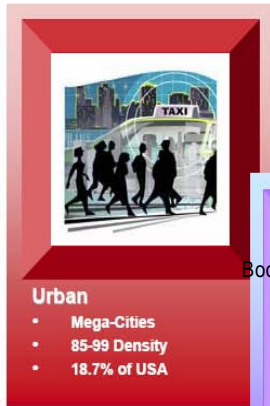 TAXI
Urban
• Mega-Cities
• 85-99 Density
• 18.7% of USA